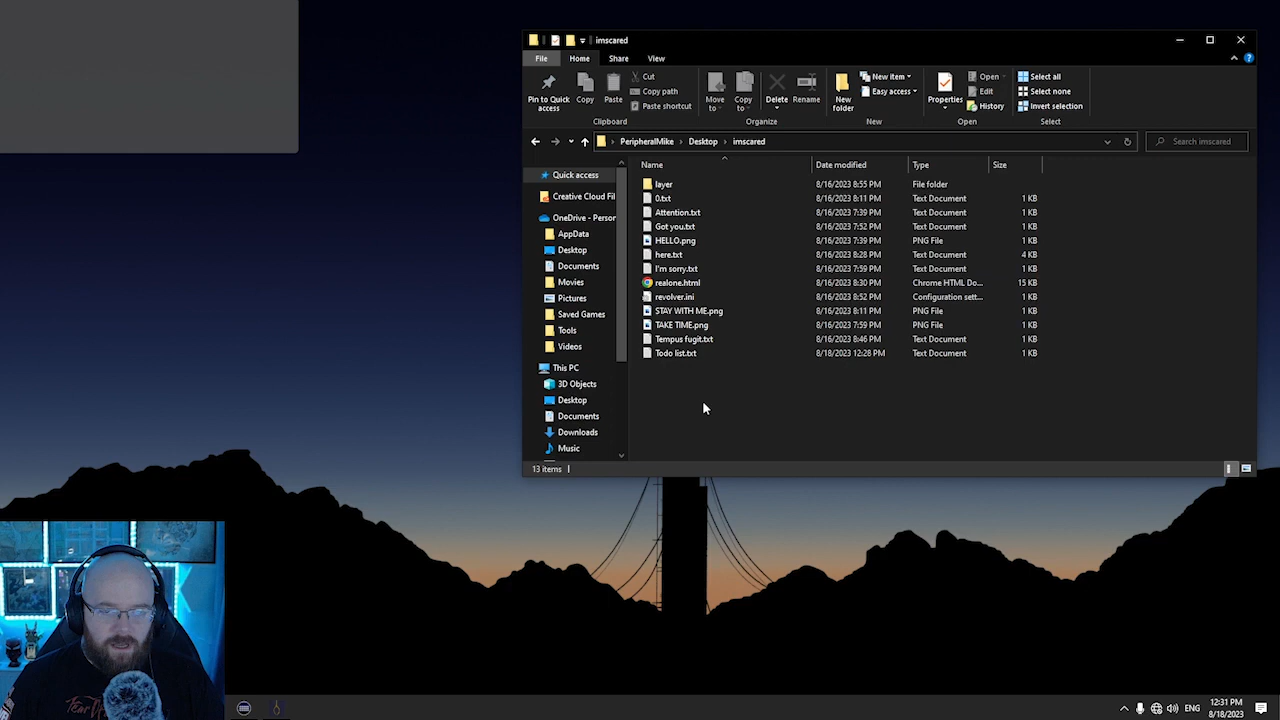 imscared
File Home Share View
Pin to Quick access
Copy
Paste
Cut
Copy path
Paste shortcut
Clipboard
Move to
Copy to
Delete
Rename
Organize
New folder
New item
Easy access
New
Properties
Open
Edit
History
Open
Select all
Select none
Invert selection
Select
PeripheralMike Desktop imscared
Search imscared
Name Date modified Type Size
Quick access
Creative Cloud Fil
OneDrive - Person
AppData
Desktop
Documents
Movies
Pictures
Saved Games
Tools
Videos
This PC
3D Objects
Desktop
Documents
Downloads
Music
layer 8/16/2023 8:55 PM File folder
0.txt 8/16/2023 8:11 PM Text Document 1 KB
Attention.txt 8/16/2023 7:39 PM Text Document 1 KB
Got you.txt 8/16/2023 7:52 PM Text Document 1 KB
HELLO.png 8/16/2023 7:39 PM PNG File 1 KB
here.txt 8/16/2023 8:28 PM Text Document 4 KB
I'm sorry.txt 8/16/2023 7:59 PM Text Document 1 KB
realone.html 8/16/2023 8:30 PM Chrome HTML Do... 15 KB
revolver.ini 8/16/2023 8:52 PM Configuration sett... 1 KB
STAY WITH ME.png 8/16/2023 8:11 PM PNG File 1 KB
TAKE TIME.png 8/16/2023 7:59 PM PNG File 1 KB
Tempus fugit.txt 8/16/2023 8:46 PM Text Document 1 KB
Todo list.txt 8/18/2023 12:28 PM Text Document 1 KB
13 items
ENG
12:31 PM
8/18/2023